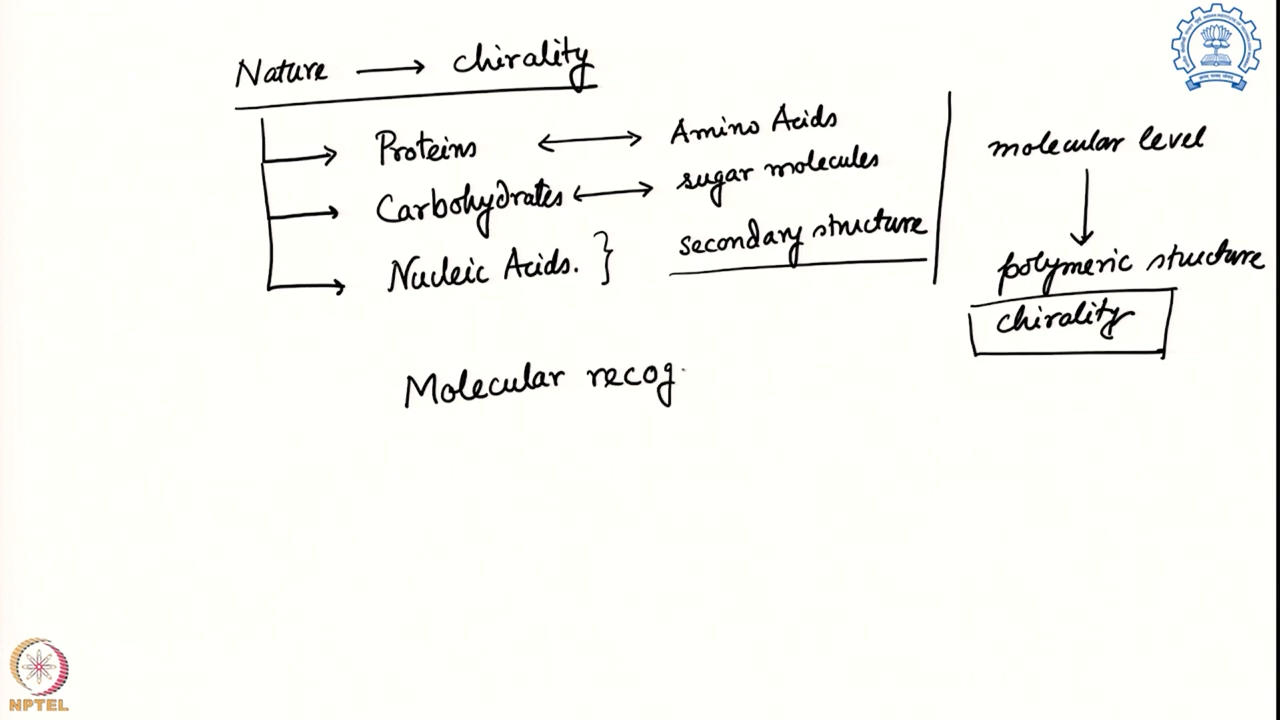 Nature → chirality
Proteins ↔ Amino Acids
Carbohydrates ↔ sugar molecules
Nucleic Acids. } secondary structure
molecular level
↓
polymeric structure
chirality
Molecular recog
NPTEL